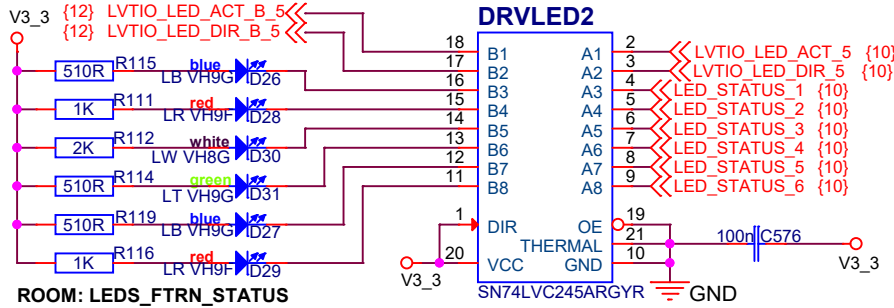 V3_3
{12} LVTIO_LED_ACT_B_5
{12} LVTIO_LED_DIR_B_5
DRVLED2
510R R115 blue LB VH9G D26
1K R111 red LR VH9F D28
2K R112 white LW VH8G D30
510R R114 green LT VH9G D31
510R R119 blue LB VH9G D27
1K R116 red LR VH9F D29
18 B1 A1 2 LVTIO_LED_ACT_5 {10}
17 B2 A2 3 LVTIO_LED_DIR_5 {10}
16 B3 A3 4 LED_STATUS_1 {10}
15 B4 A4 5 LED_STATUS_2 {10}
14 B5 A5 6 LED_STATUS_3 {10}
13 B6 A6 7 LED_STATUS_4 {10}
12 B7 A7 8 LED_STATUS_5 {10}
11 B8 A8 9 LED_STATUS_6 {10}
1 DIR OE 19
THERMAL 21
20 VCC GND 10
V3_3
100n C576
V3_3
SN74LVC245ARGYR
GND
ROOM: LEDS_FTRN_STATUS